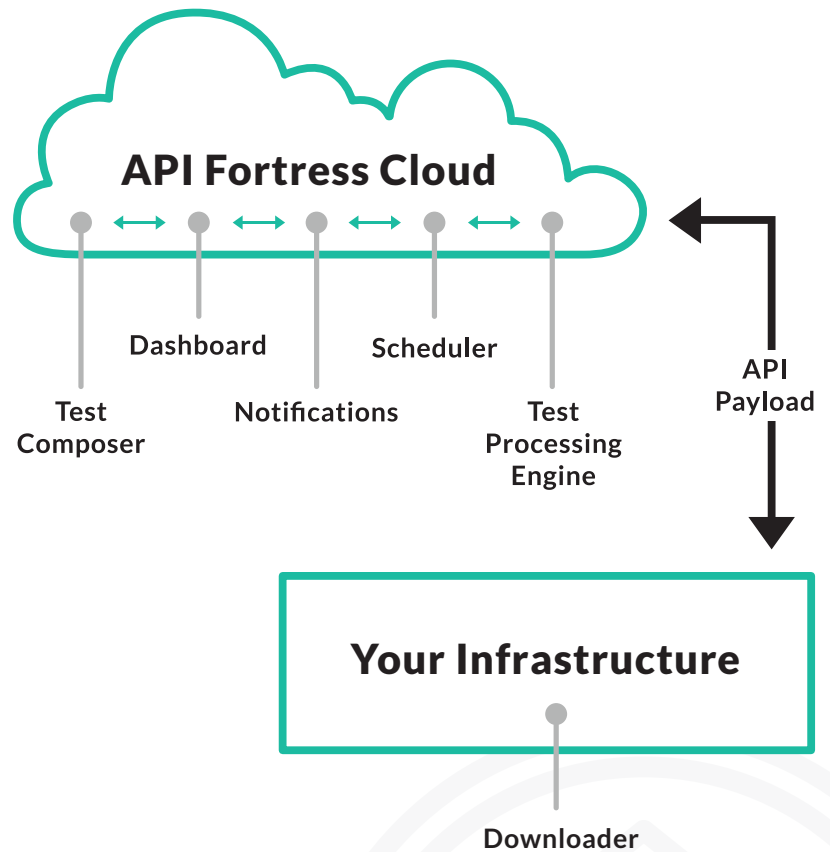 API Fortress Cloud
Dashboard
Scheduler
Test
Composer
Notifications
Test
Processing
Engine
API
Payload
Your Infrastructure
Downloader